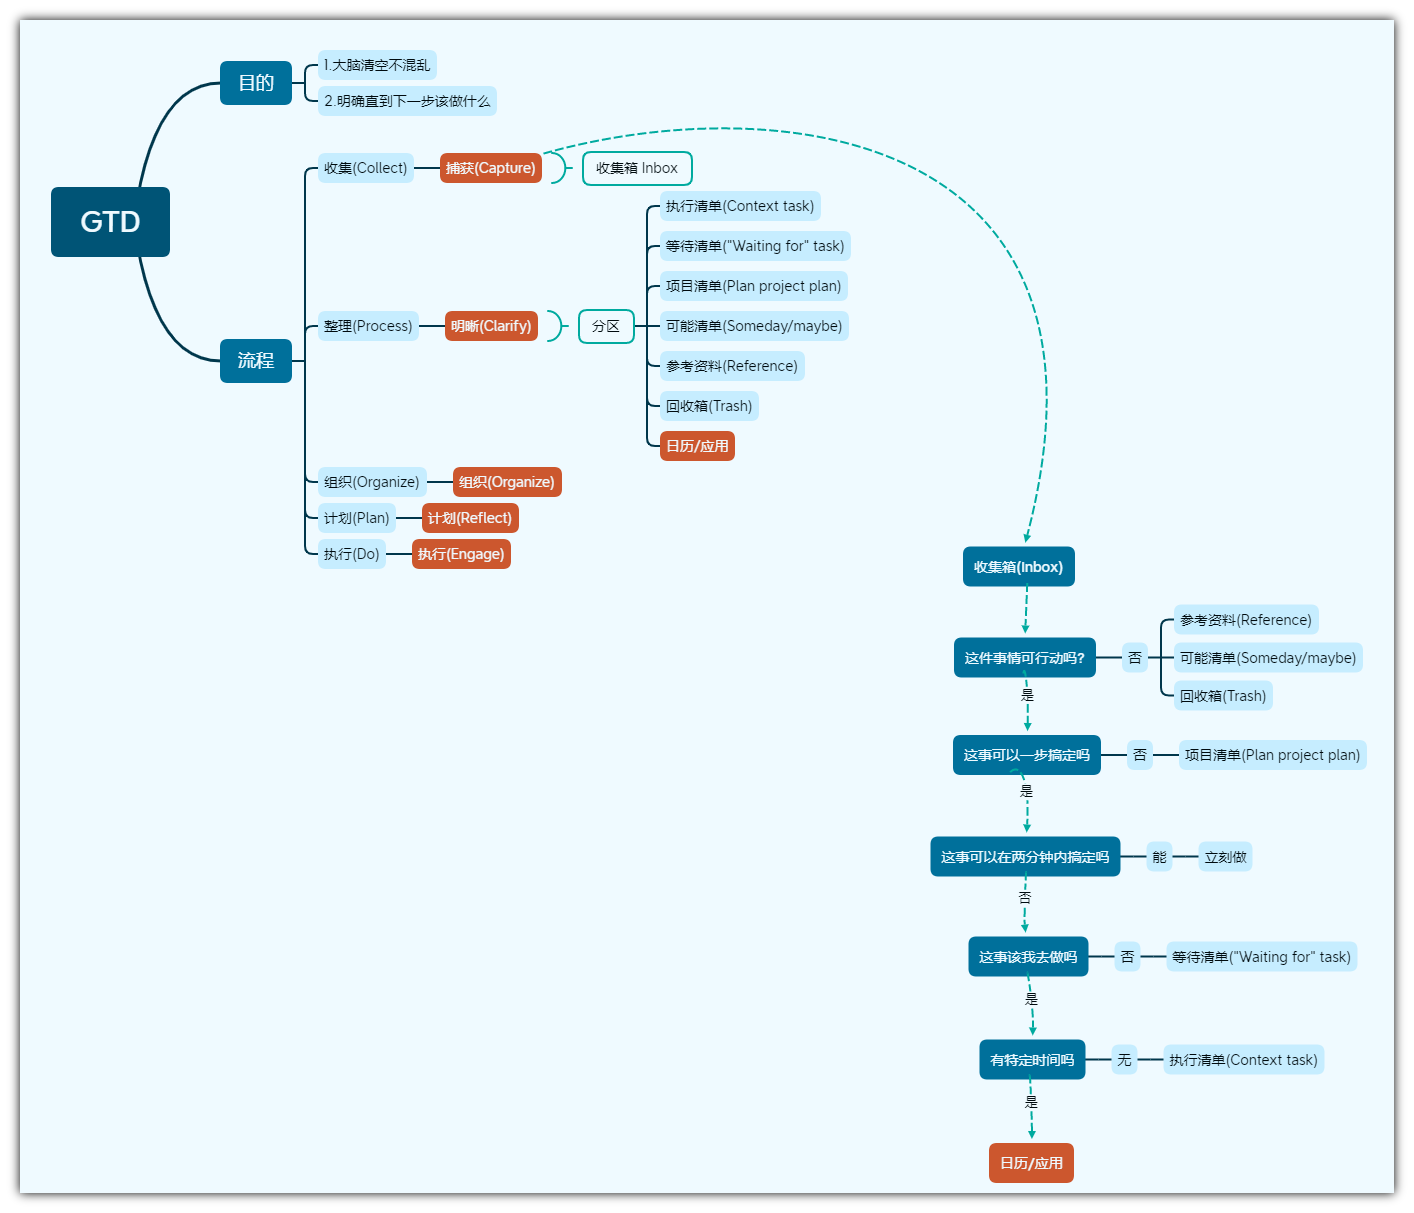 GTD
目的
1.大脑清空不混乱
2.明确直到下一步该做什么
流程
收集(Collect)
捕获(Capture)
收集箱 Inbox
整理(Process)
明晰(Clarify)
分区
执行清单(Context task)
等待清单("Waiting for" task)
项目清单(Plan project plan)
可能清单(Someday/maybe)
参考资料(Reference)
回收箱(Trash)
日历/应用
组织(Organize)
组织(Organize)
计划(Plan)
计划(Reflect)
执行(Do)
执行(Engage)
收集箱(Inbox)
这件事情可行动吗?
否
参考资料(Reference)
可能清单(Someday/maybe)
回收箱(Trash)
是
这事可以一步搞定吗
否
项目清单(Plan project plan)
是
这事可以在两分钟内搞定吗
能
立刻做
否
这事该我去做吗
否
等待清单("Waiting for" task)
是
有特定时间吗
无
执行清单(Context task)
是
日历/应用